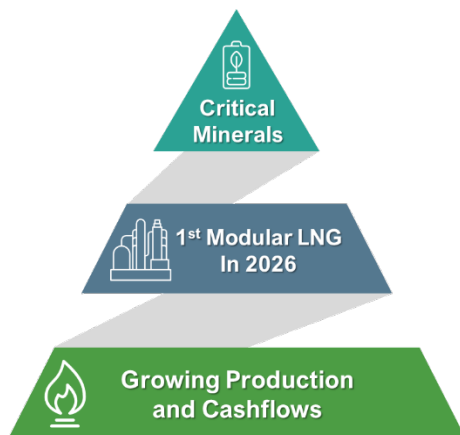 Critical
Minerals
1st Modular LNG
In 2026
Growing Production
and Cashflows